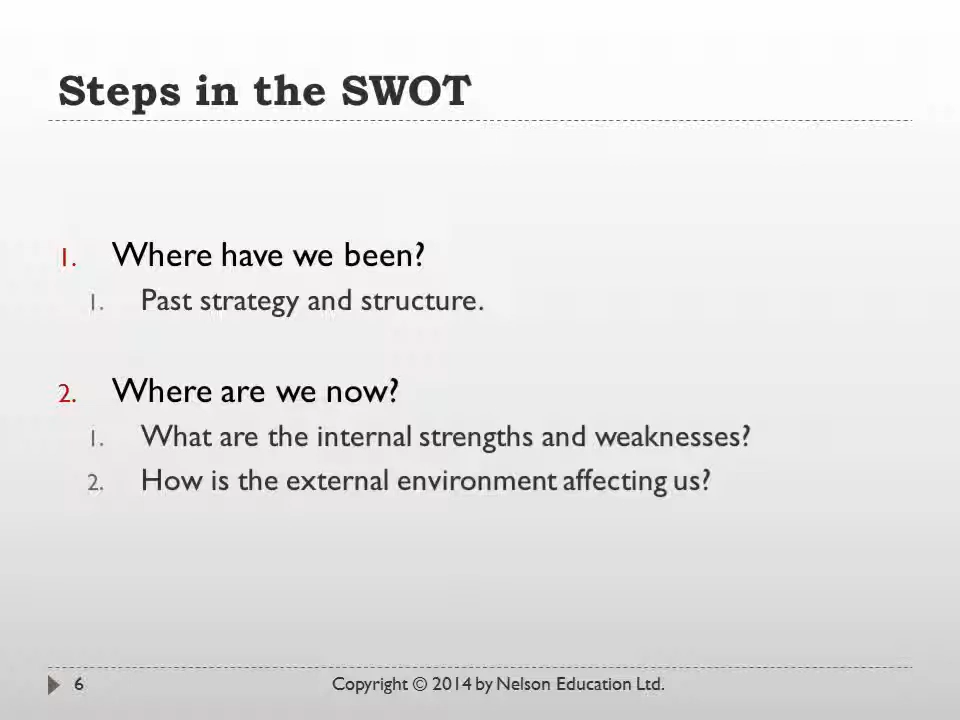 Steps in the SWOT
1. Where have we been?
1. Past strategy and structure.
2. Where are we now?
1. What are the internal strengths and weaknesses?
2. How is the external environment affecting us?
6 Copyright © 2014 by Nelson Education Ltd.